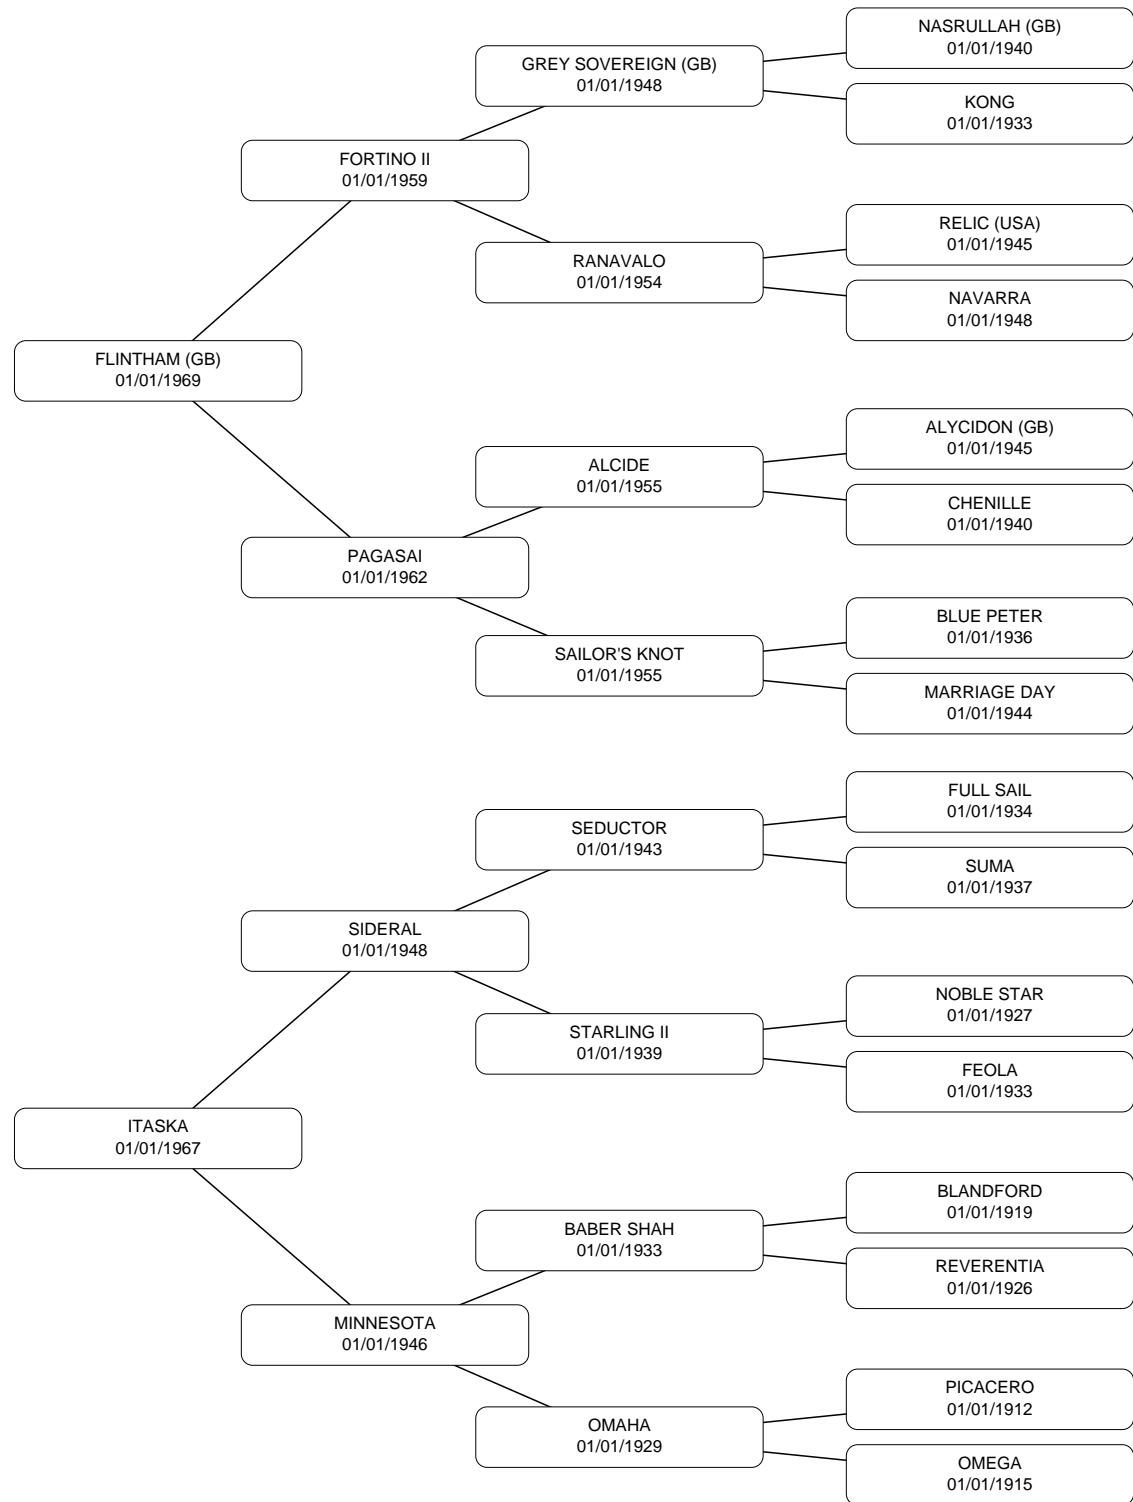 NASRULLAH (GB)
01/01/1940
GREY SOVEREIGN (GB)
01/01/1948
KONG
01/01/1933
FORTINO II
01/01/1959
RELIC (USA)
01/01/1945
RANAVALO
01/01/1954
NAVARRA
01/01/1948
FLINTHAM (GB)
01/01/1969
ALYCIDON (GB)
01/01/1945
ALCIDE
01/01/1955
CHENILLE
01/01/1940
PAGASAI
01/01/1962
BLUE PETER
01/01/1936
SAILOR'S KNOT
01/01/1955
MARRIAGE DAY
01/01/1944
FULL SAIL
01/01/1934
SEDUCTOR
01/01/1943
SUMA
01/01/1937
SIDERAL
01/01/1948
NOBLE STAR
01/01/1927
STARLING II
01/01/1939
FEOLA
01/01/1933
ITASKA
01/01/1967
BLANDFORD
01/01/1919
BABER SHAH
01/01/1933
REVERENTIA
01/01/1926
MINNESOTA
01/01/1946
PICACERO
01/01/1912
OMAHA
01/01/1929
OMEGA
01/01/1915